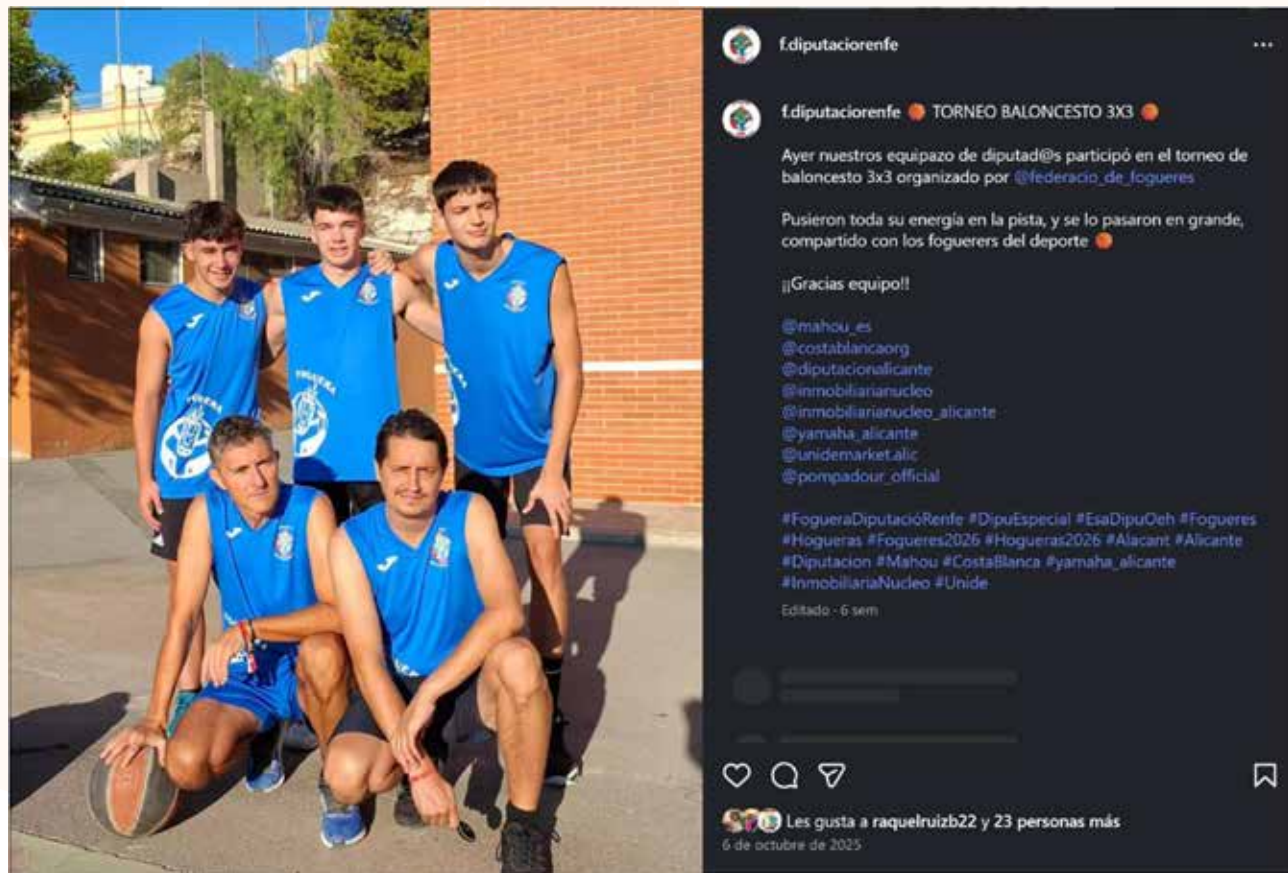 f.diputaciorenfe
f.diputaciorenfe TORNEO BALONCESTO 3X3
Ayer nuestros equipazo de diputad@s participó en el torneo de
baloncesto 3x3 organizado por @federacio_de_fogueres
Pusieron toda su energía en la pista, y se lo pasaron en grande,
compartido con los foguerers del deporte
¡¡Gracias equipo!!
@mahou_es
@costablancaorg
@diputacionalicante
@inmobiliarianucleo
@inmobiliarianucleo_alicante
@yamaha_alicante
@unidemarket.alic
@pompadour_official
#FogueraDiputacióRenfe #DipuEspecial #EsaDipuOeh #Fogueres
#Hogueras #Fogueres2026 #Hogueras2026 #Alacant #Alicante
#Diputacion #Mahou #CostaBlanca #yamaha_alicante
#InmobiliariaNucleo #Unide
Editado · 6 sem
Les gusta a raquelruizb22 y 23 personas más
6 de octubre de 2025
FOGUERA